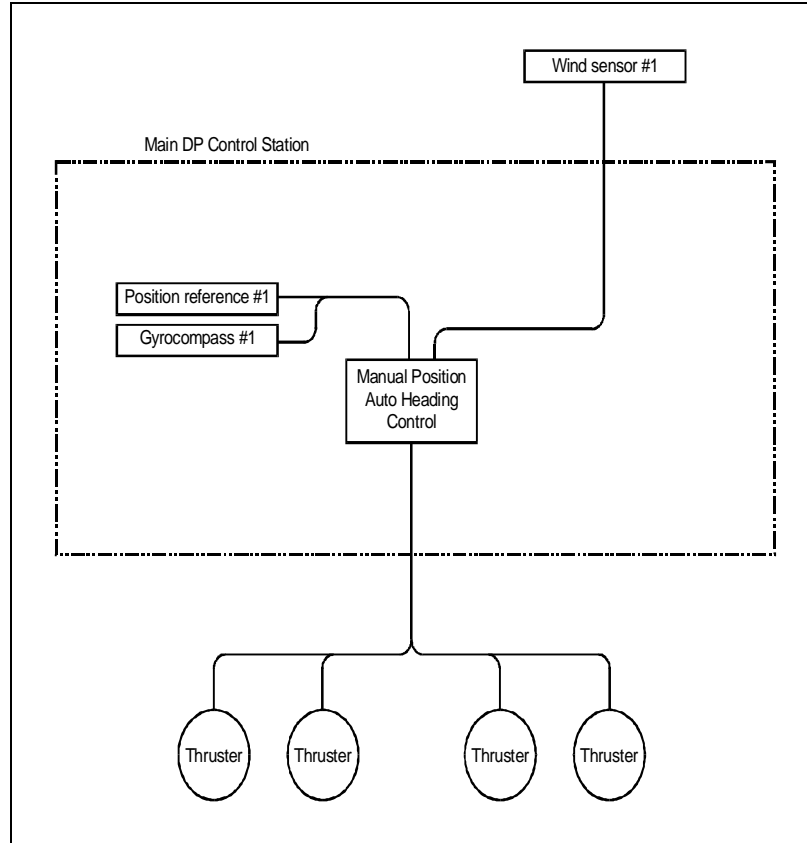 Wind sensor #1
Main DP Control Station
Position reference #1
Gyrocompass #1
Manual Position
Auto Heading
Control
Thruster
Thruster
Thruster
Thruster